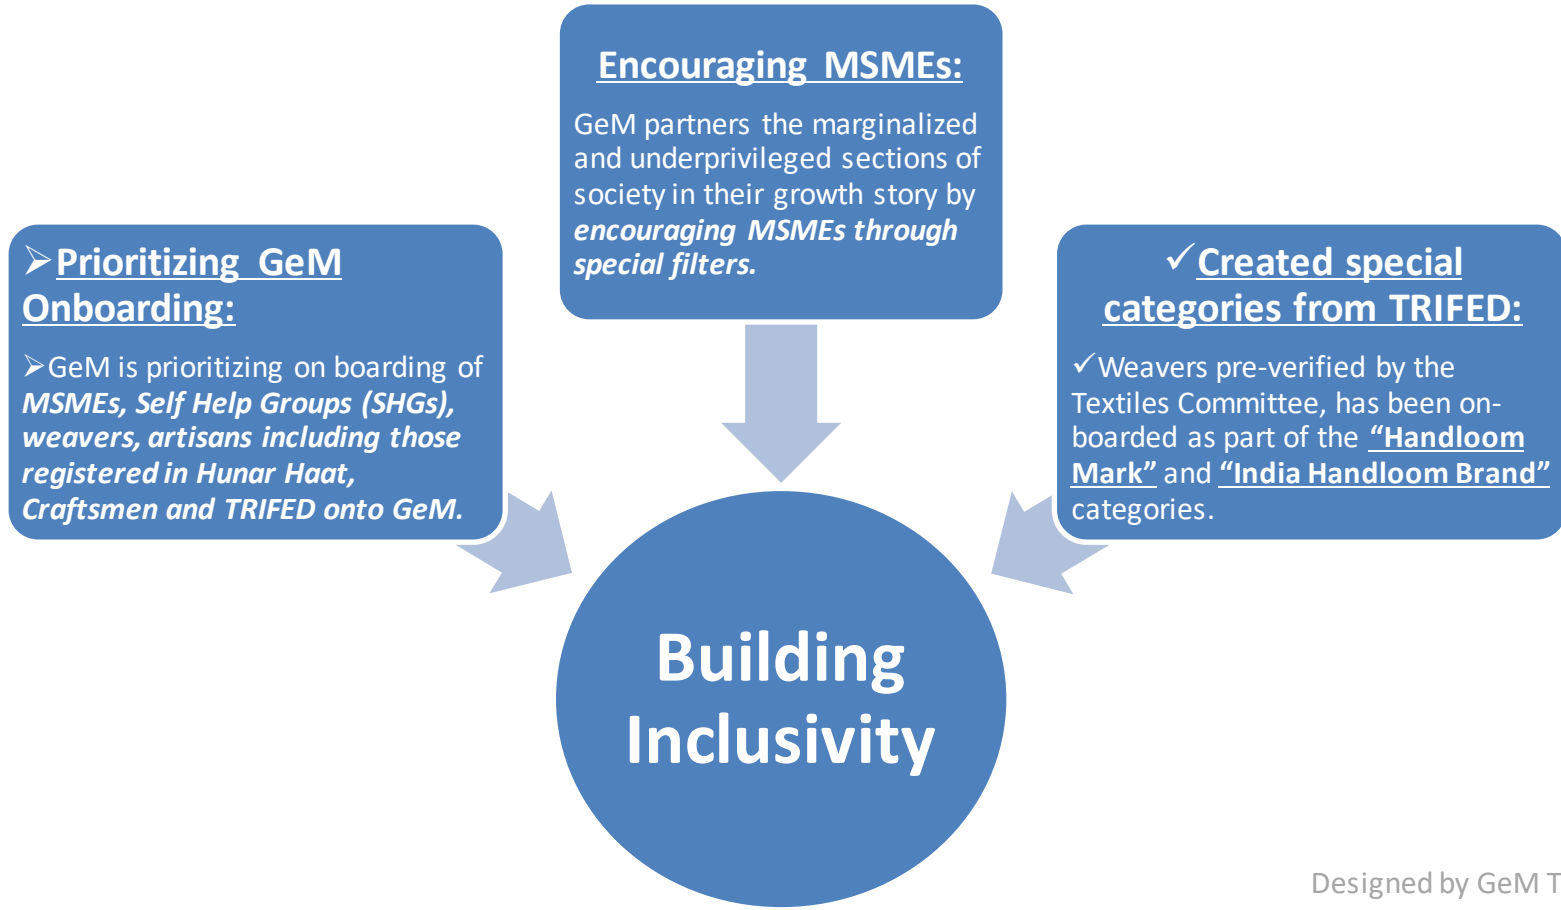 Encouraging MSMEs:
GeM partners the marginalized
and underprivileged sections of
society in their growth story by
encouraging MSMEs through
special filters.
➢Prioritizing GeM
Onboarding:
➢GeM is prioritizing on boarding of
MSMEs, Self Help Groups (SHGs),
weavers, artisans including those
registered in Hunar Haat,
Craftsmen and TRIFED onto GeM.
✓Created special
categories from TRIFED:
✓Weavers pre-verified by the
Textiles Committee, has been on-
boarded as part of the “Handloom
Mark” and “India Handloom Brand”
categories.
Building
Inclusivity
Designed by GeM T